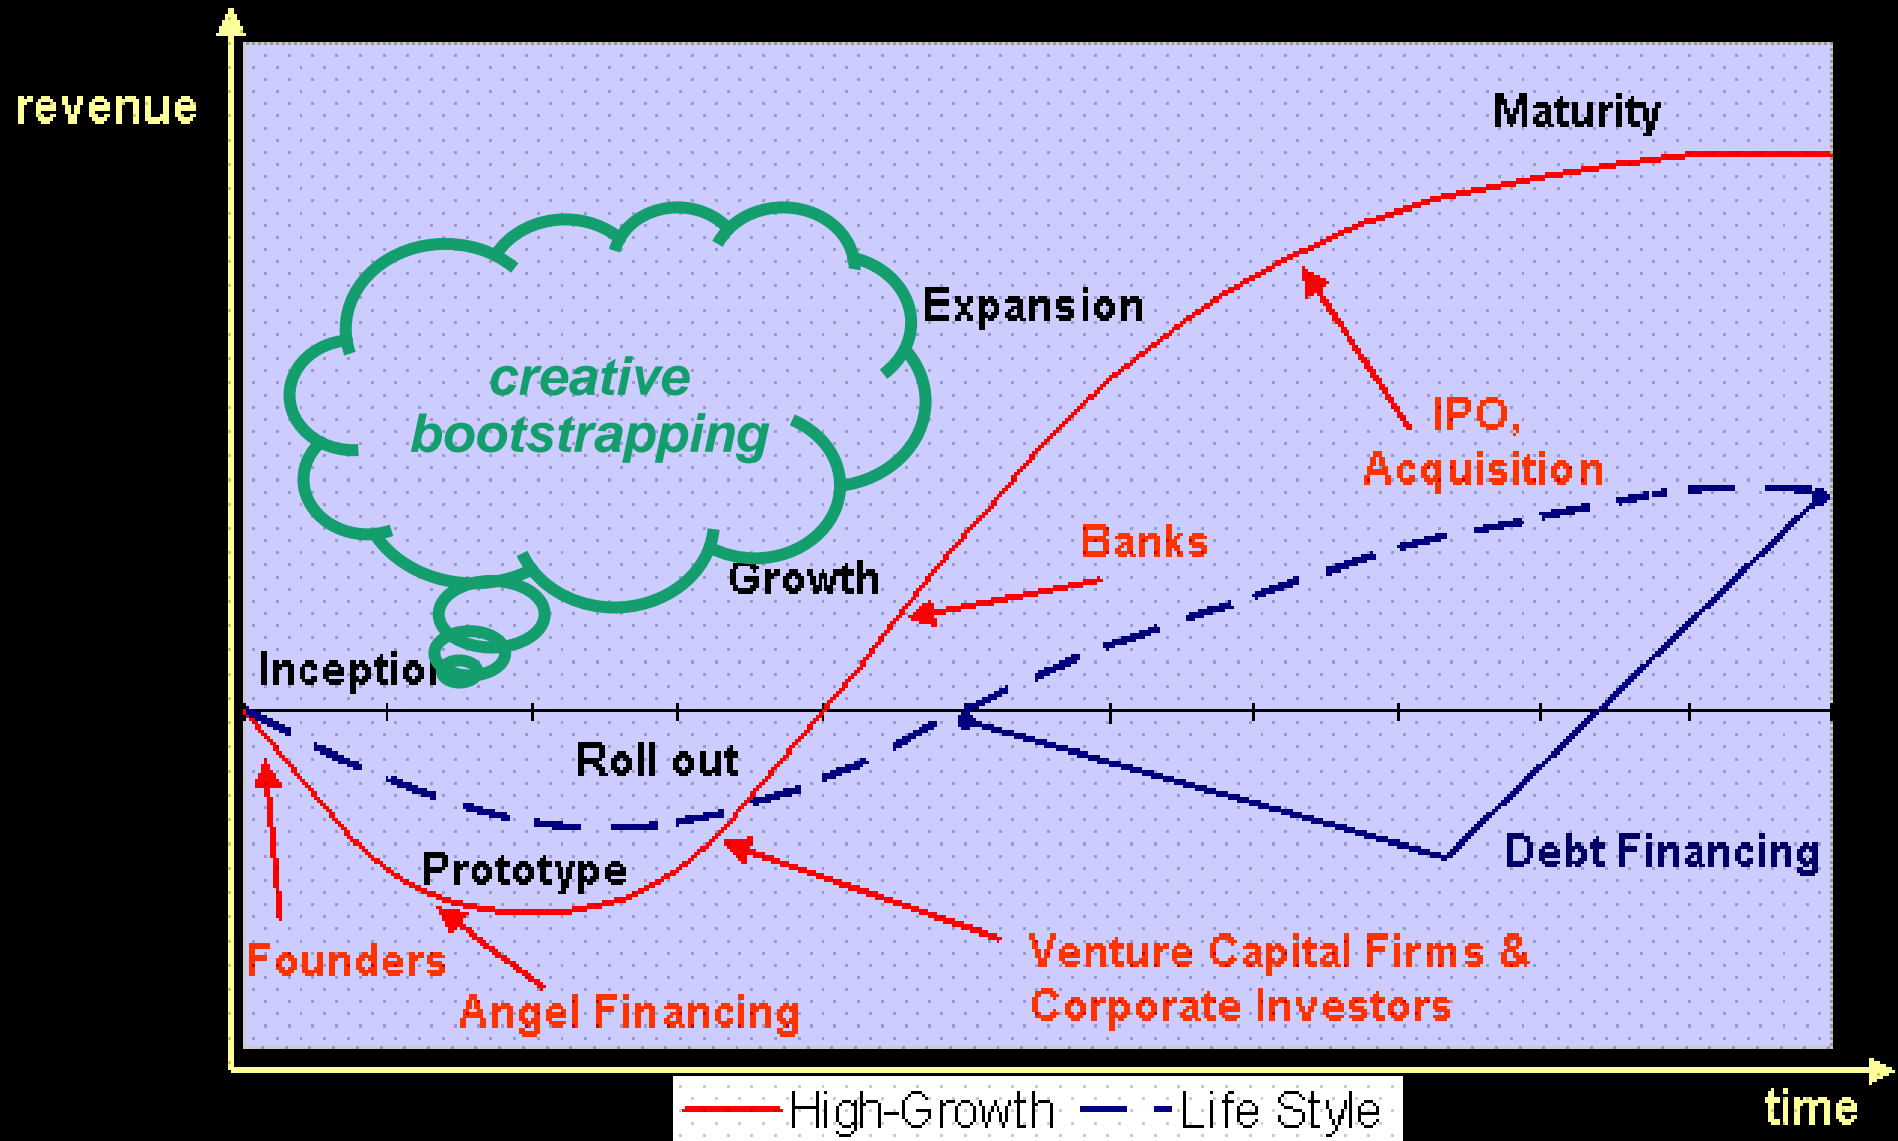 revenue
Maturity
Expansion
creative
bootstrapping
IPO,
Acquisition
Banks
Growth
Inception
Roll out
Prototype
Debt Financing
Founders
Angel Financing
Venture Capital Firms &
Corporate Investors
time
High-Growth
Life Style